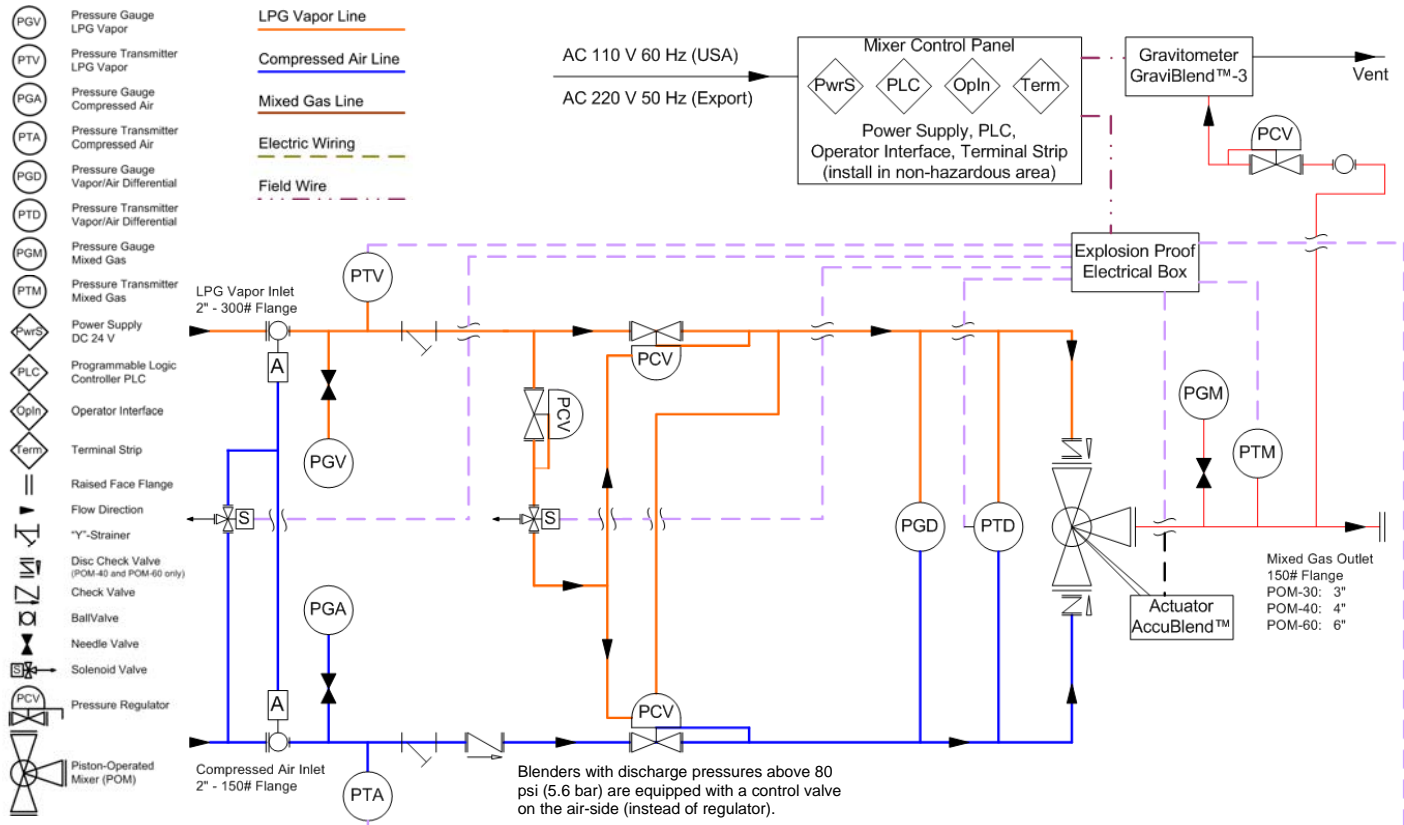 PGV
Pressure Gauge
LPG Vapor
PTV
Pressure Transmitter
LPG Vapor
PGA
Pressure Gauge
Compressed Air
PTA
Pressure Transmitter
Compressed Air
PGD
Pressure Gauge
Vapor/Air Differential
PTD
Pressure Transmitter
Vapor/Air Differential
PGM
Pressure Gauge
Mixed Gas
PTM
Pressure Transmitter
Mixed Gas
PwrS
Power Supply
DC 24 V
PLC
Programmable Logic
Controller PLC
OpIn
Operator Interface
Term
Terminal Strip
Raised Face Flange
Flow Direction
"Y"-Strainer
Disc Check Valve
(POM-40 and POM-60 only)
Check Valve
BallValve
Needle Valve
S
Solenoid Valve
PCV
Pressure Regulator
Piston-Operated
Mixer (POM)
LPG Vapor Line
Compressed Air Line
Mixed Gas Line
Electric Wiring
Field Wire
AC 110 V 60 Hz (USA)
AC 220 V 50 Hz (Export)
Mixer Control Panel
PwrS
PLC
OpIn
Term
Power Supply, PLC,
Operator Interface, Terminal Strip
(install in non-hazardous area)
Gravitometer
GraviBlend™-3
Vent
PCV
Explosion Proof
Electrical Box
LPG Vapor Inlet
2" - 300# Flange
PTV
A
PGV
PCV
PCV
S
S
PGD
PTD
PGM
PTM
PGA
A
PCV
Compressed Air Inlet
2" - 150# Flange
PTA
Blenders with discharge pressures above 80
psi (5.6 bar) are equipped with a control valve
on the air-side (instead of regulator).
Actuator
AccuBlend™
Mixed Gas Outlet
150# Flange
POM-30: 3"
POM-40: 4"
POM-60: 6"